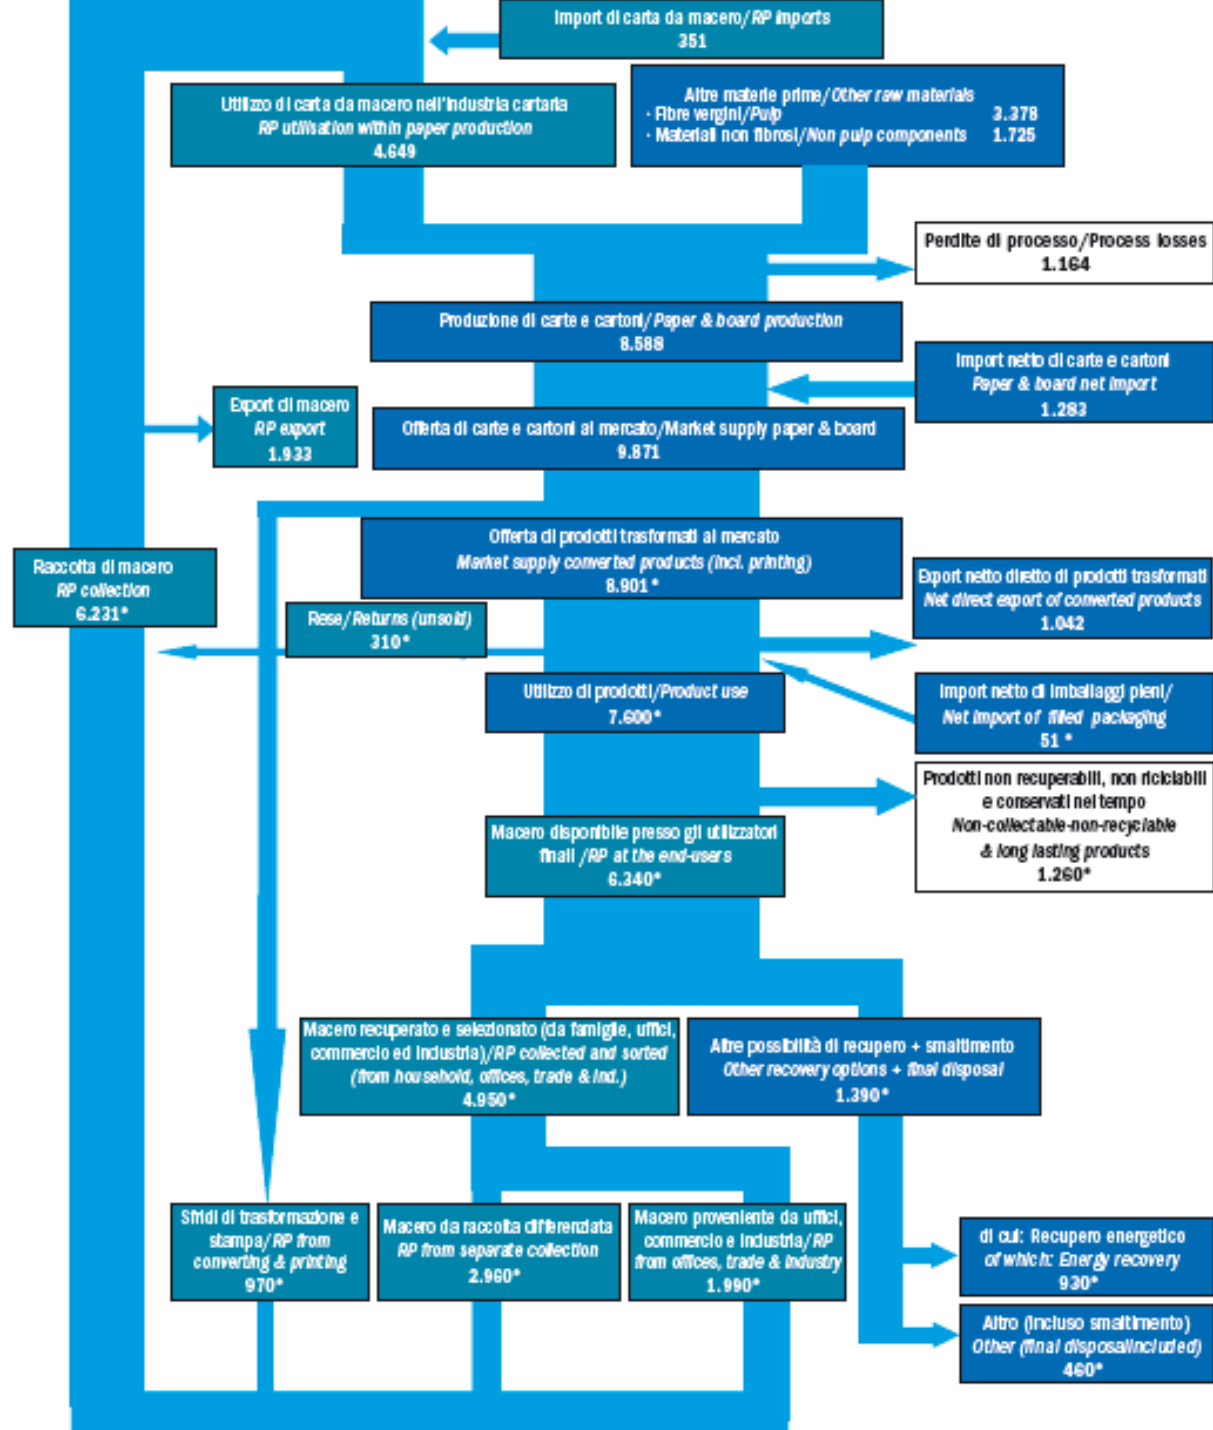 Import di carta da macero/RP imports
351
Utilizzo di carta da macero nell'industria cartaria
RP utilisation within paper production
4.649
Altre materie prime/Other raw materials
· Fibre vergini/Pulp 3.378
· Materiali non fibrosi/Non pulp components 1.725
Perdite di processo/Process losses
1.164
Produzione di carte e cartoni/Paper & board production
8.588
Import netto di carte e cartoni
Paper & board net import
1.283
Export di macero
RP export
1.933
Offerta di carte e cartoni al mercato/Market supply paper & board
9.871
Offerta di prodotti trasformati al mercato
Market supply converted products (incl. printing)
8.901*
Raccolta di macero
RP collection
6.231*
Export netto diretto di prodotti trasformati
Net direct export of converted products
1.042
Rese/Returns (unsold)
310*
Utilizzo di prodotti/Product use
7.600*
Import netto di imballaggi pieni/
Net import of filled packaging
51 *
Prodotti non recuperabili, non riciclabili
e conservati nel tempo
Non-collectable-non-recyclable
& long lasting products
1.260*
Macero disponibile presso gli utilizzatori
finali /RP at the end-users
6.340*
Macero recuperato e selezionato (da famiglie, uffici,
commercio ed industria)/RP collected and sorted
(from household, offices, trade & ind.)
4.950*
Altre possibilità di recupero + smaltimento
Other recovery options + final disposal
1.390*
Sfridi di trasformazione e
stampa/RP from
converting & printing
970*
Macero da raccolta differenziata
RP from separate collection
2.960*
Macero proveniente da uffici,
commercio e industria/RP
from offices, trade & industry
1.990*
di cui: Recupero energetico
of which: Energy recovery
930*
Altro (incluso smaltimento)
Other (final disposalincluded)
460*